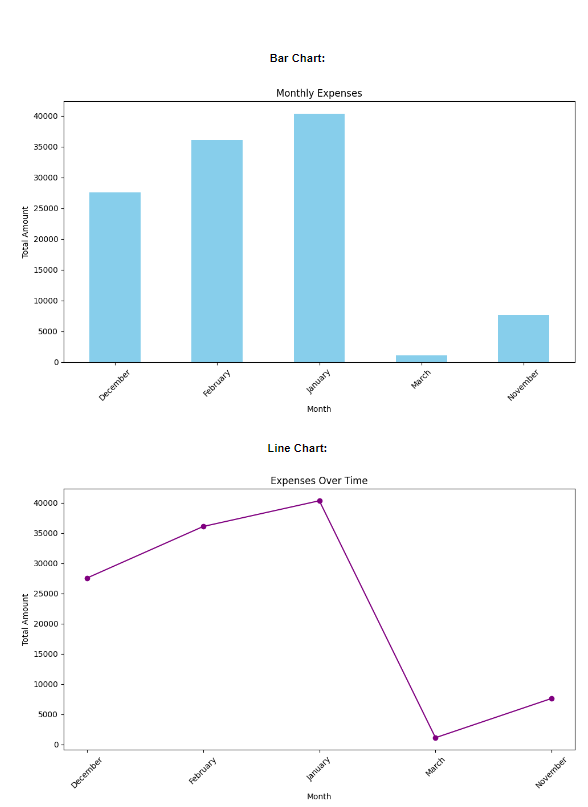 Bar Chart:
Monthly Expenses
Total Amount
40000
35000
30000
25000
20000
15000
10000
5000
0
December
February
January
March
November
Month
Line Chart:
Expenses Over Time
Total Amount
40000
35000
30000
25000
20000
15000
10000
5000
0
December
February
January
March
November
Month